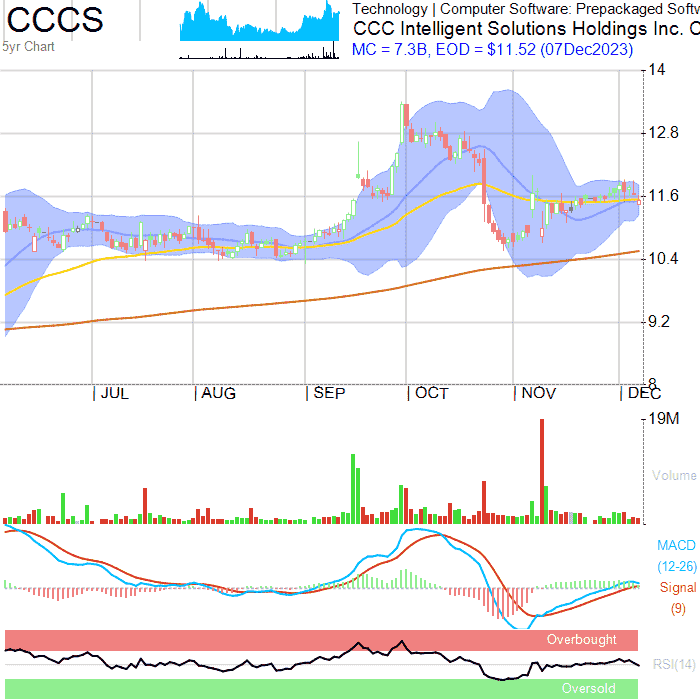 CCCS
5yr Chart
Technology | Computer Software: Prepackaged Softw
CCC Intelligent Solutions Holdings Inc. C
MC = 7.3B, EOD = $11.52 (07Dec2023)
14
12.8
11.6
10.4
9.2
8
JUL AUG SEP OCT NOV DEC
19M
Volume
MACD
(12-26)
Signal
(9)
Overbought
RSI(14)
Oversold